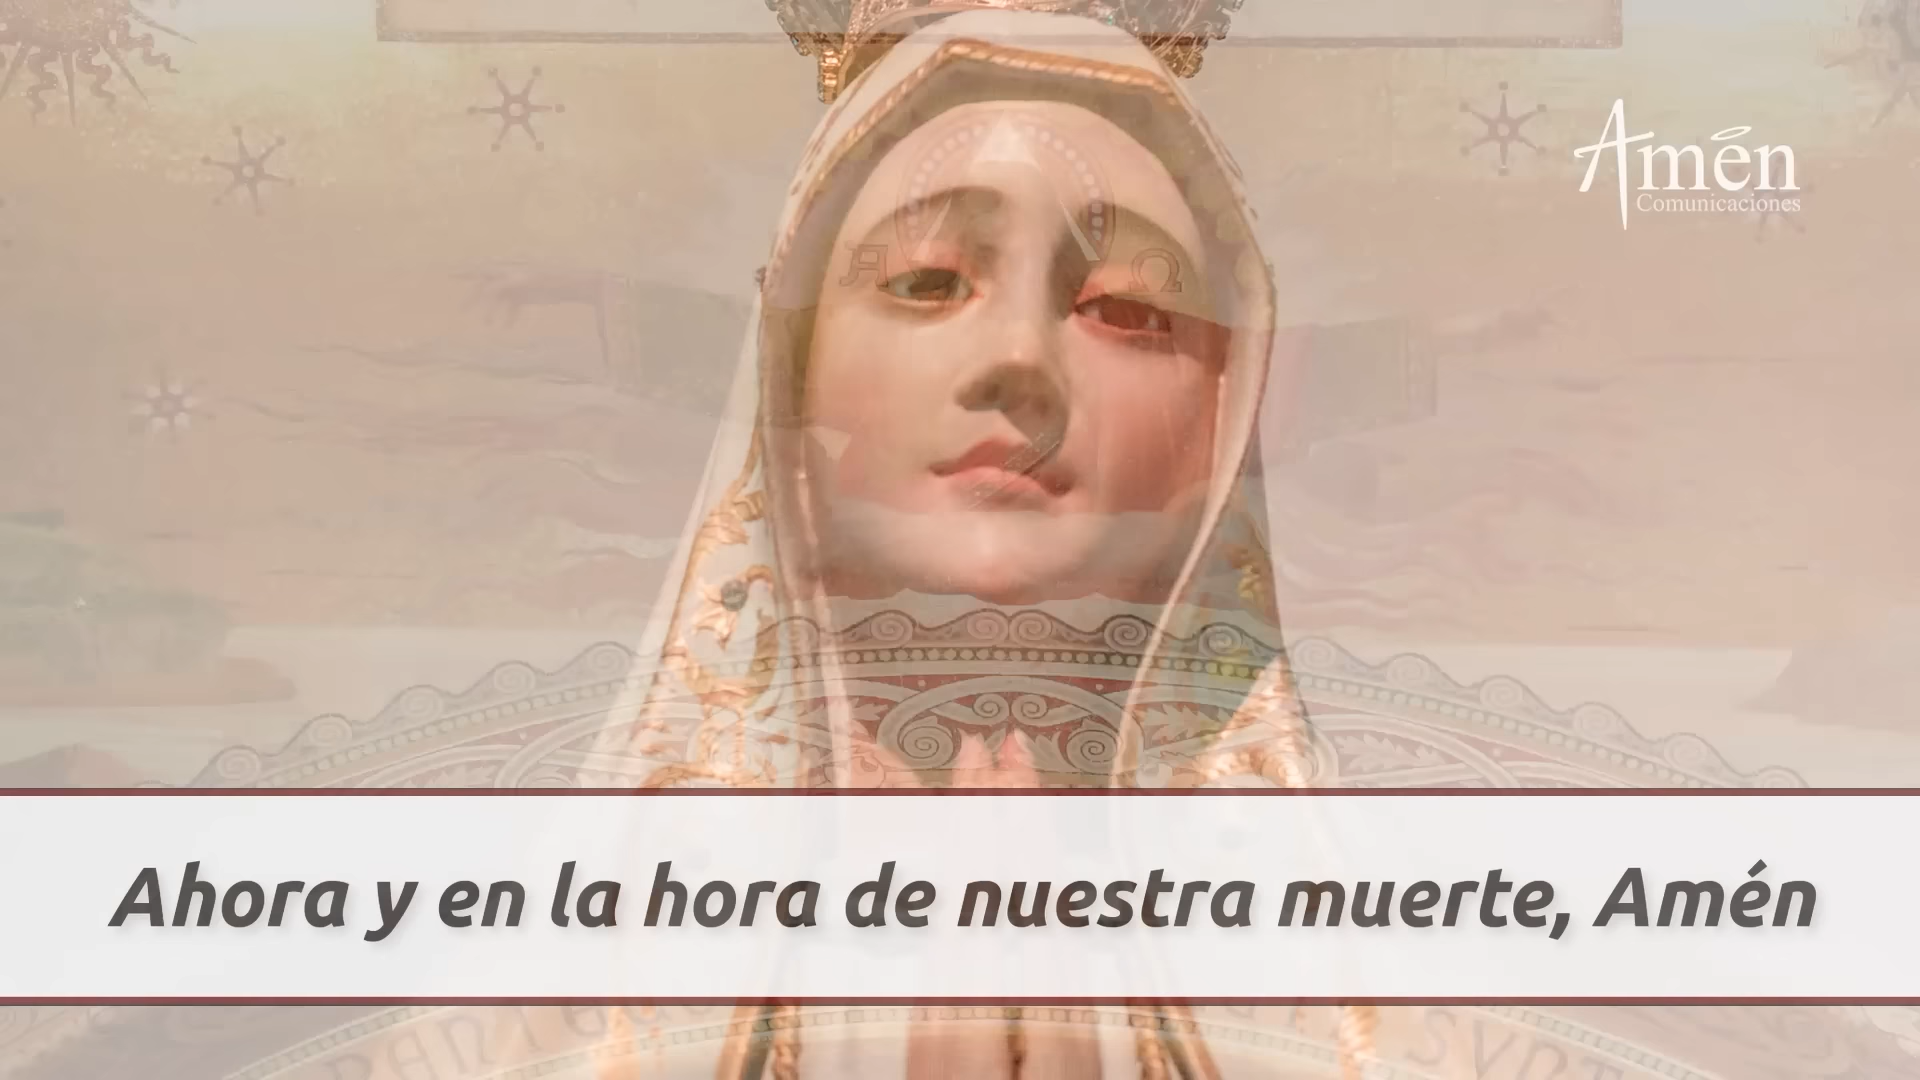 Amén
Comunicaciones
A Ω
Ahora y en la hora de nuestra muerte, Amén